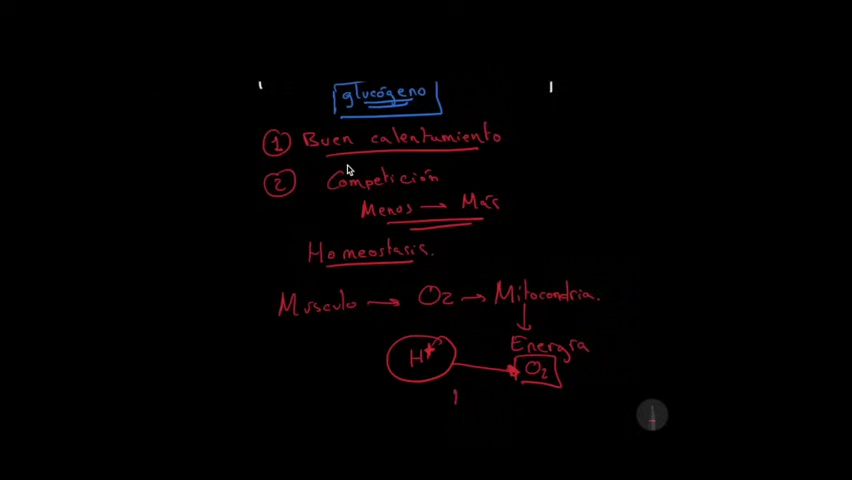 glucógeno
① Buen calentamiento
② Competición
Menos → Más
Homeostasis.
Musculo → O2 → Mitocondria.
Energía
H+ → O2